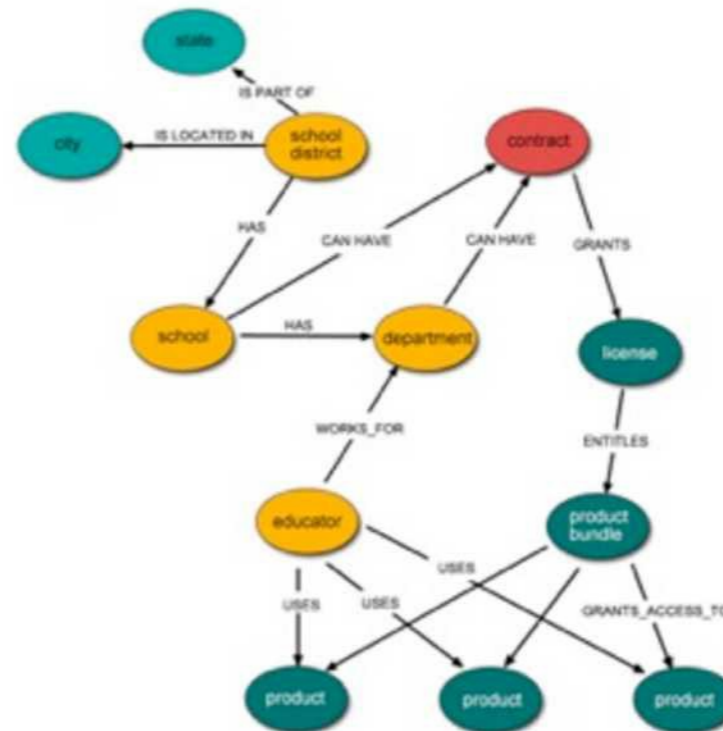 state
IS PART OF
city
IS LOCATED IN
school
district
contract
HAS
CAN HAVE
CAN HAVE
GRANTS
school
HAS
department
license
WORKS_FOR
ENTITLES
educator
product
bundle
USES
USES
USES
GRANTS_ACCESS_TO
product
product
product